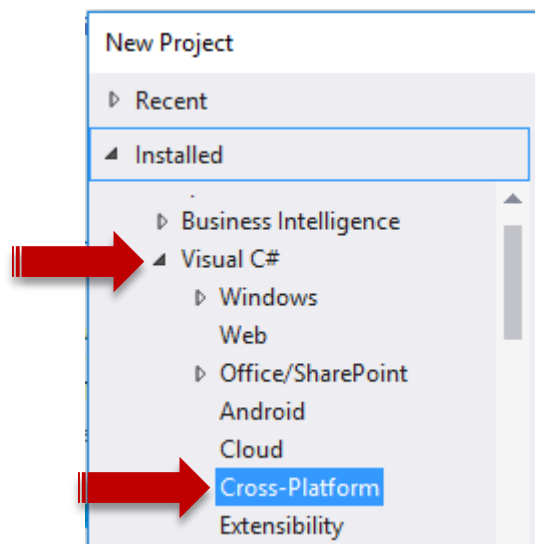 New Project
Recent
Installed
Business Intelligence
Visual C#
Windows
Web
Office/SharePoint
Android
Cloud
Cross-Platform
Extensibility